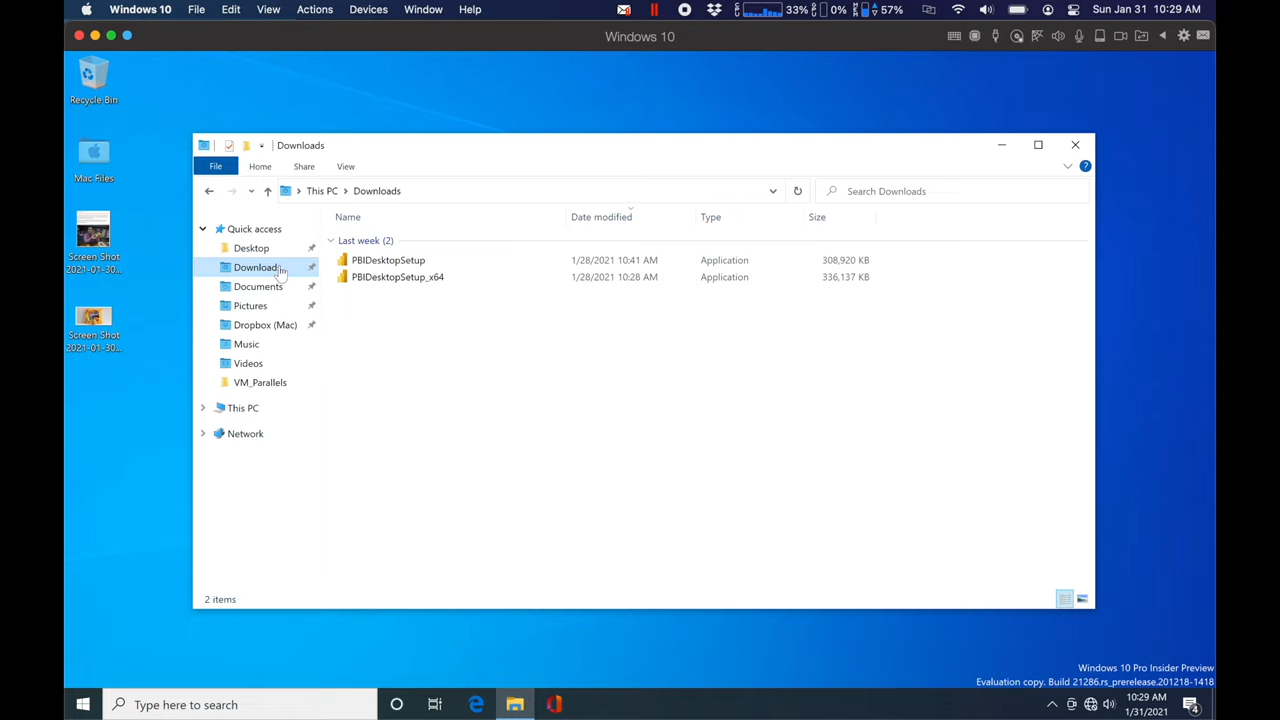 Windows 10 File Edit View Actions Devices Window Help 33% 0% 57% Sun Jan 31 10:29 AM
Windows 10
Recycle Bin
Mac Files
Screen Shot
2021-01-30...
Screen Shot
2021-01-30...
Downloads
File Home Share View
This PC Downloads
Search Downloads
Name Date modified Type Size
Quick access
Desktop
Download
Documents
Pictures
Dropbox (Mac)
Music
Videos
VM_Parallels
This PC
Network
Last week (2)
PBIDesktopSetup 1/28/2021 10:41 AM Application 308,920 KB
PBIDesktopSetup_x64 1/28/2021 10:28 AM Application 336,137 KB
2 items
Windows 10 Pro Insider Preview
Evaluation copy. Build 21286.rs_prerelease.201218-1418
Type here to search
10:29 AM
1/31/2021
4